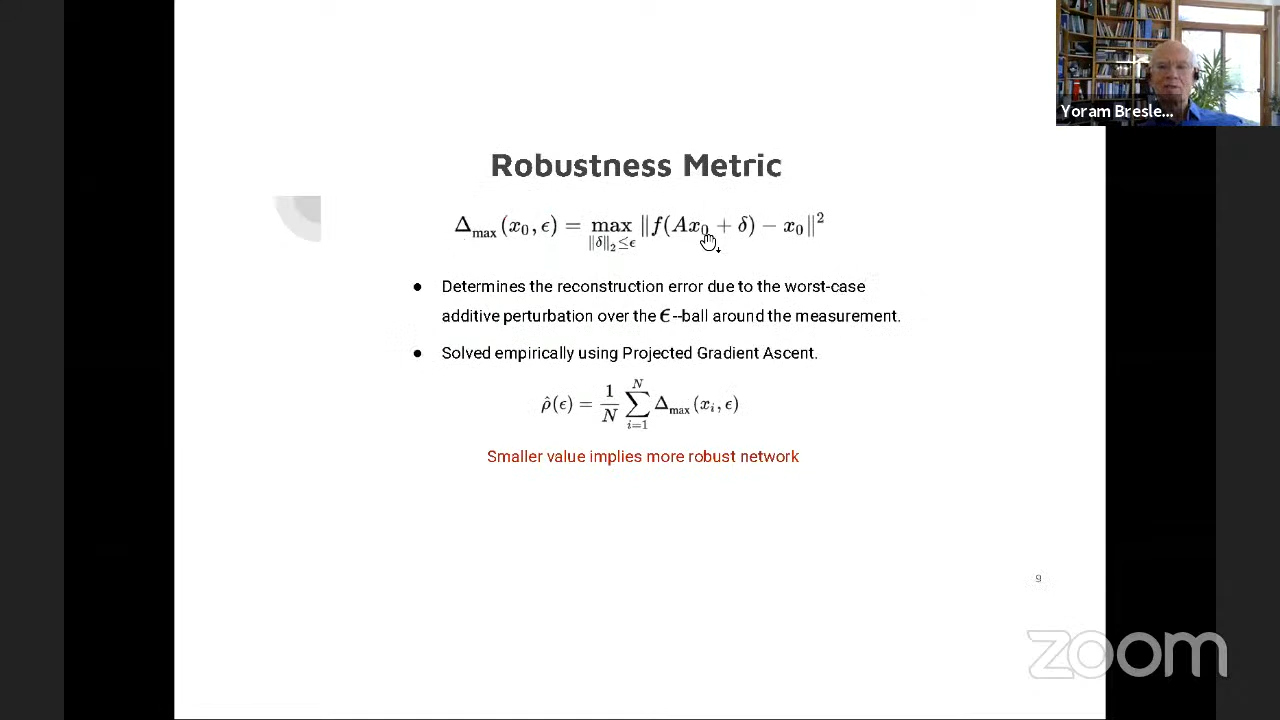 Yoram Bresle...
Robustness Metric
Δmax(x₀, ϵ) = max ‖f(Ax₀ + δ) − x₀‖²
‖δ‖₂≤ϵ
● Determines the reconstruction error due to the worst-case
additive perturbation over the ϵ--ball around the measurement.
● Solved empirically using Projected Gradient Ascent.
ρ̂(ϵ) = 1/N ∑ᵢ₌₁ᴺ Δmax(xᵢ, ϵ)
Smaller value implies more robust network
9
zoom